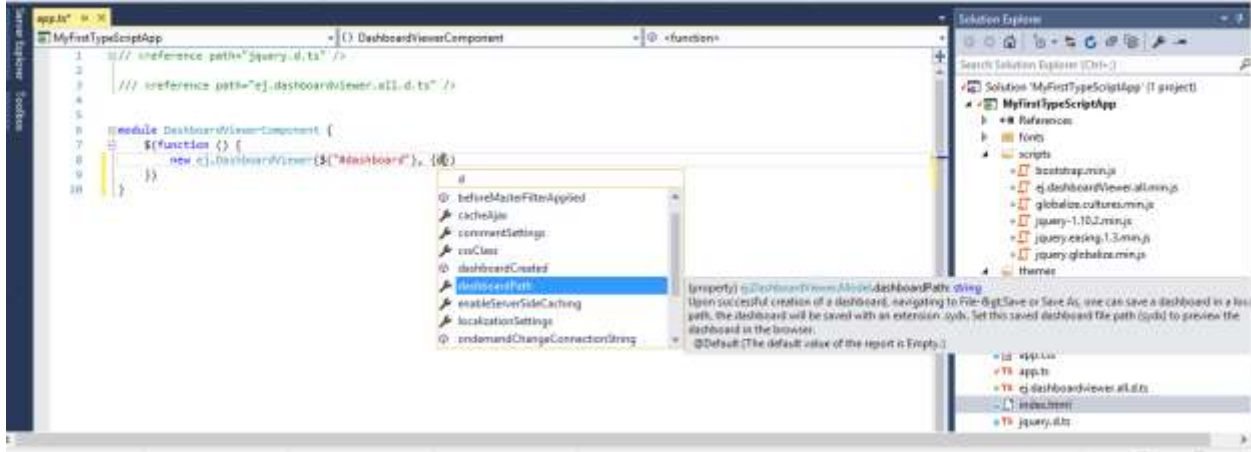 Server Explorer
Toolbox
app.ts*
MyFirstTypeScriptApp
{} DashboardViewerComponent
<function>
1 /// <reference path="jquery.d.ts" />
2
3 /// <reference path="ej.dashboardviewer.all.d.ts" />
4
5
6 module DashboardViewerComponent {
7 $(function () {
8 new ej.DashboardViewer($("#dashboard"), {d})
9 })
10 }
d
beforeMasterFilterApplied
cacheAjax
commentSettings
cssClass
dashboardCreated
dashboardPath
enableServerSideCaching
localizationSettings
ondemandChangeConnectionString
(property) ej.DashboardViewer.Model.dashboardPath: string
Upon successful creation of a dashboard, navigating to File-&gt;Save or Save As, one can save a dashboard in a loc
path, the dashboard will be saved with an extension .sydx. Set this saved dashboard file path (sydx) to preview the
dashboard in the browser.
@Default {The default value of the report is Empty.}
Solution Explorer
Search Solution Explorer (Ctrl+;)
Solution 'MyFirstTypeScriptApp' (1 project)
MyFirstTypeScriptApp
References
fonts
scripts
bootstrap.min.js
ej.dashboardViewer.all.min.js
globalize.cultures.min.js
jquery-1.10.2.min.js
jquery.easing.1.3.min.js
jquery.globalize.min.js
themes
app.css
app.ts
ej.dashboardviewer.all.d.ts
index.html
jquery.d.ts